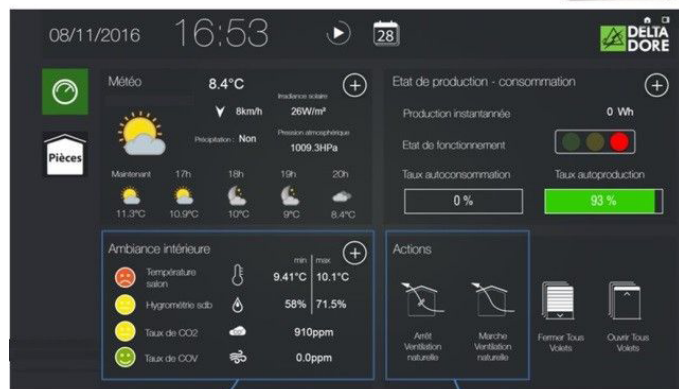 08/11/2016
16:53
28
DELTA
DORE
Pièces
Météo
8.4°C
8km/h
Irradiance solaire
26W/m²
Précipitation : Non
Pression atmosphérique
1009.3HPa
Maintenant 17h 18h 19h 20h
11.3°C 10.9°C 10°C 9°C 8.4°C
Etat de production - consommation
Production instantannée 0 Wh
Etat de fonctionnement
Taux autoconsommation Taux autoproduction
0 % 93 %
Ambiance intérieure
min max
Température
salon
9.41°C 10.1°C
Hygrométrie sdb 58% 71.5%
Taux de CO2 910ppm
Taux de COV 0.0ppm
Actions
Arrêt
Ventilation
naturelle
Marche
Ventilation
naturelle
Fermer Tous
Volets
Ouvrir Tous
Volets